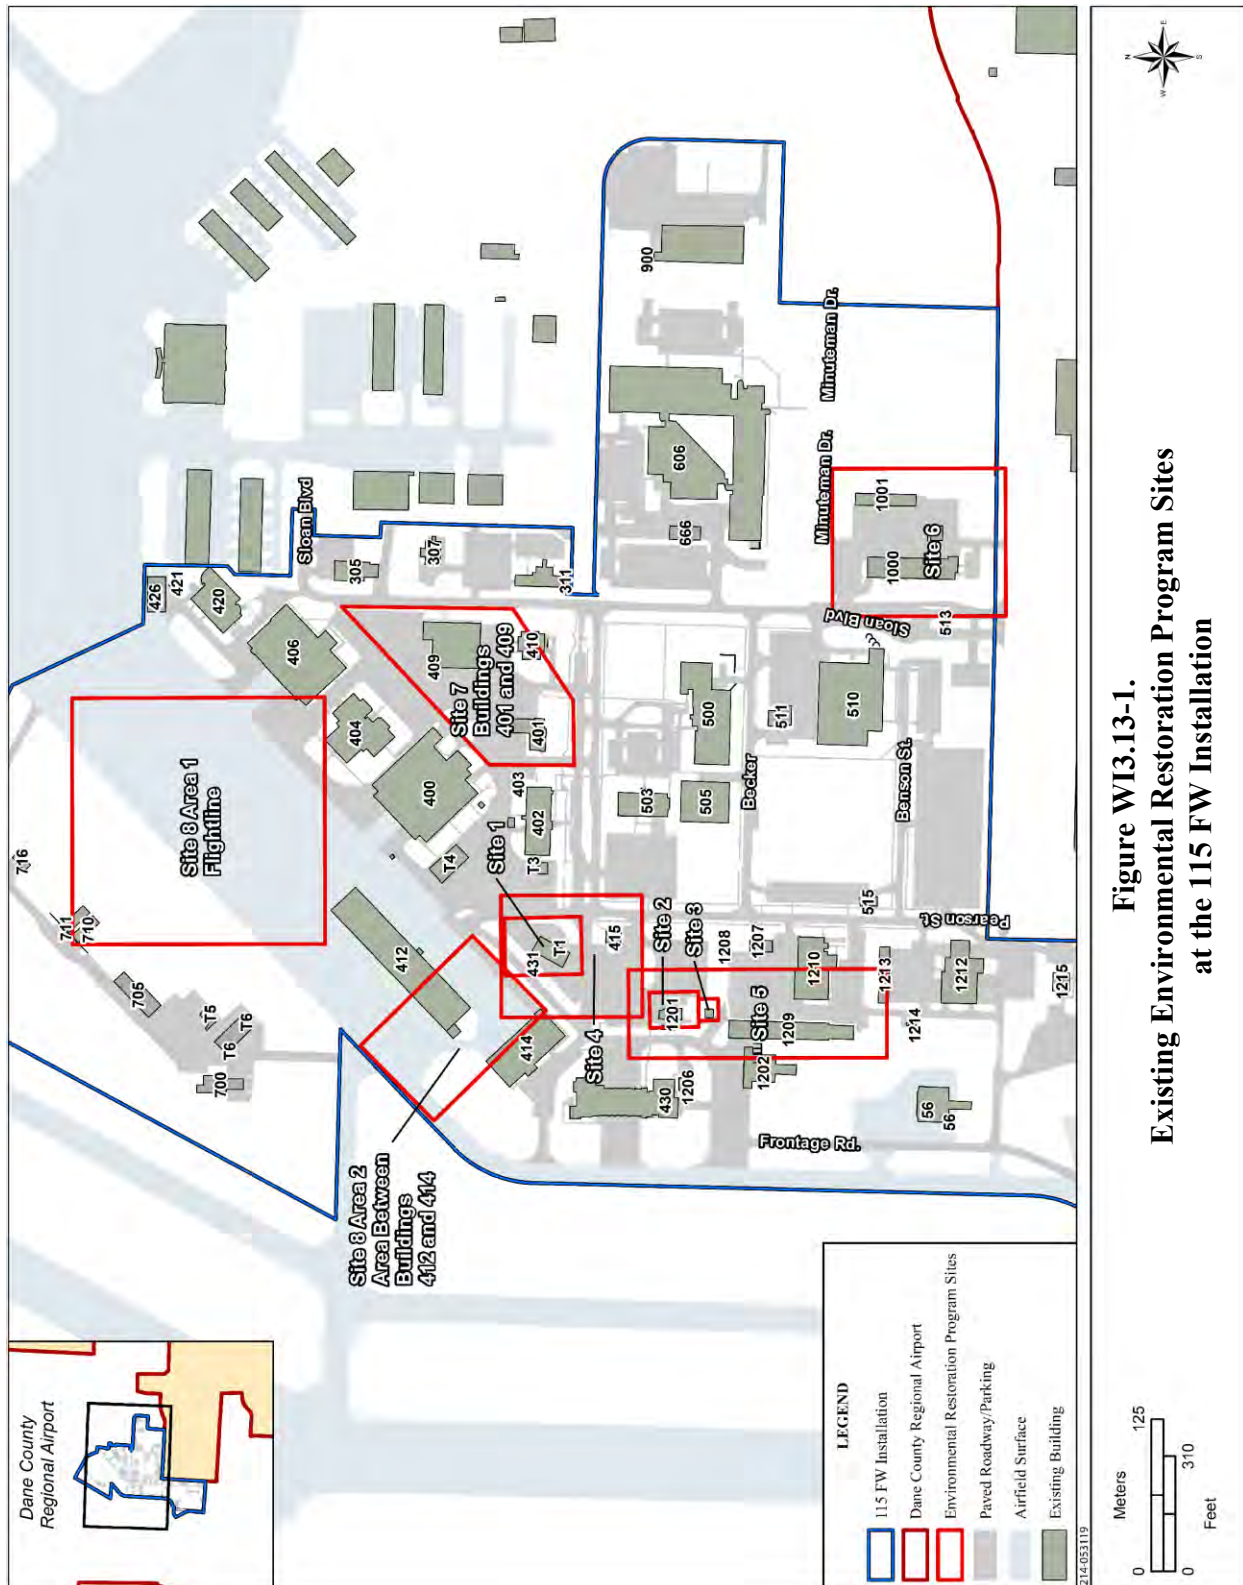 Dane County
Regional Airport
716
711
710
705
T5
T6
T6
700
Site 8 Area 1
Flightline
426
421
420
406
404
400
T4
412
Sloan Blvd
305
307
311
409
Site 7
Buildings
401 and 409
410
401
403
402
T3
Site 1
431
T1
415
414
Site 4
Site 8 Area 2
Area Between
Buildings
412 and 414
Site 2
Site 3
1201
1208
1207
1210
1213
1212
1215
1214
Site 5
1209
1202
1206
430
56
56
Frontage Rd.
Pearson St.
515
503
505
500
Becker
511
510
Benson St.
Sloan Blvd
513
900
606
666
Minuteman Dr.
Minuteman Dr.
1001
1000
Site 6
LEGEND
115 FW Installation
Dane County Regional Airport
Environmental Restoration Program Sites
Paved Roadway/Parking
Airfield Surface
Existing Building
214-053119
Meters
0 125
0 310
Feet
N
E
S
W
Figure WI3.13-1.
Existing Environmental Restoration Program Sites
at the 115 FW Installation